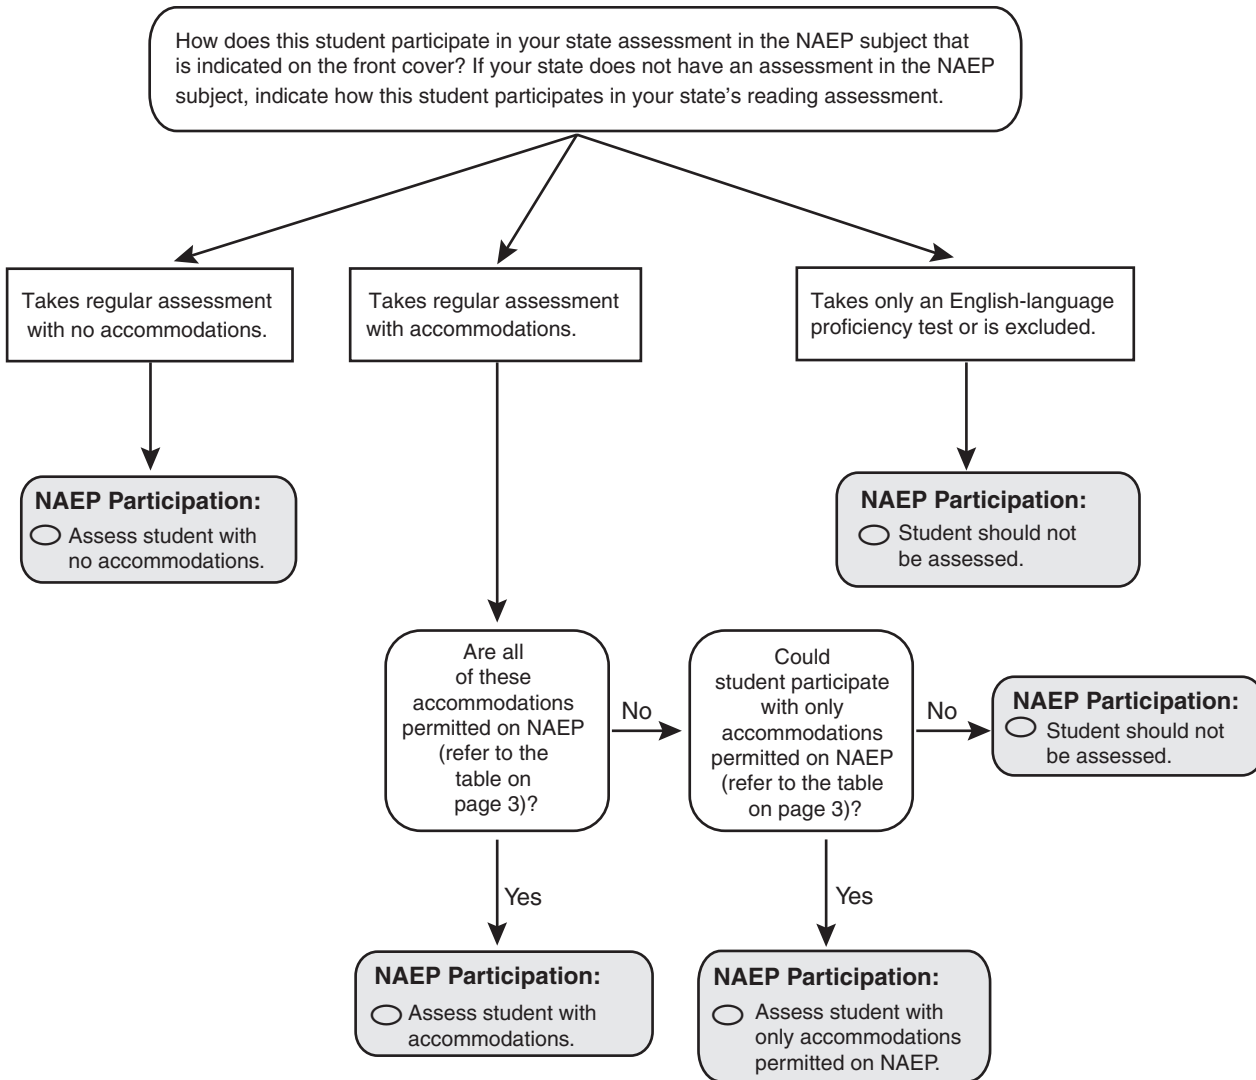 How does this student participate in your state assessment in the NAEP subject that
is indicated on the front cover? If your state does not have an assessment in the NAEP
subject, indicate how this student participates in your state's reading assessment.
Takes regular assessment
with no accommodations.
Takes regular assessment
with accommodations.
Takes only an English-language
proficiency test or is excluded.
NAEP Participation:
Assess student with
no accommodations.
NAEP Participation:
Student should not
be assessed.
Are all
of these
accommodations
permitted on NAEP
(refer to the
table on
page 3)?
No
Could
student participate
with only
accommodations
permitted on NAEP
(refer to the table
on page 3)?
No
NAEP Participation:
Student should not
be assessed.
Yes
Yes
NAEP Participation:
Assess student with
accommodations.
NAEP Participation:
Assess student with
only accommodations
permitted on NAEP.